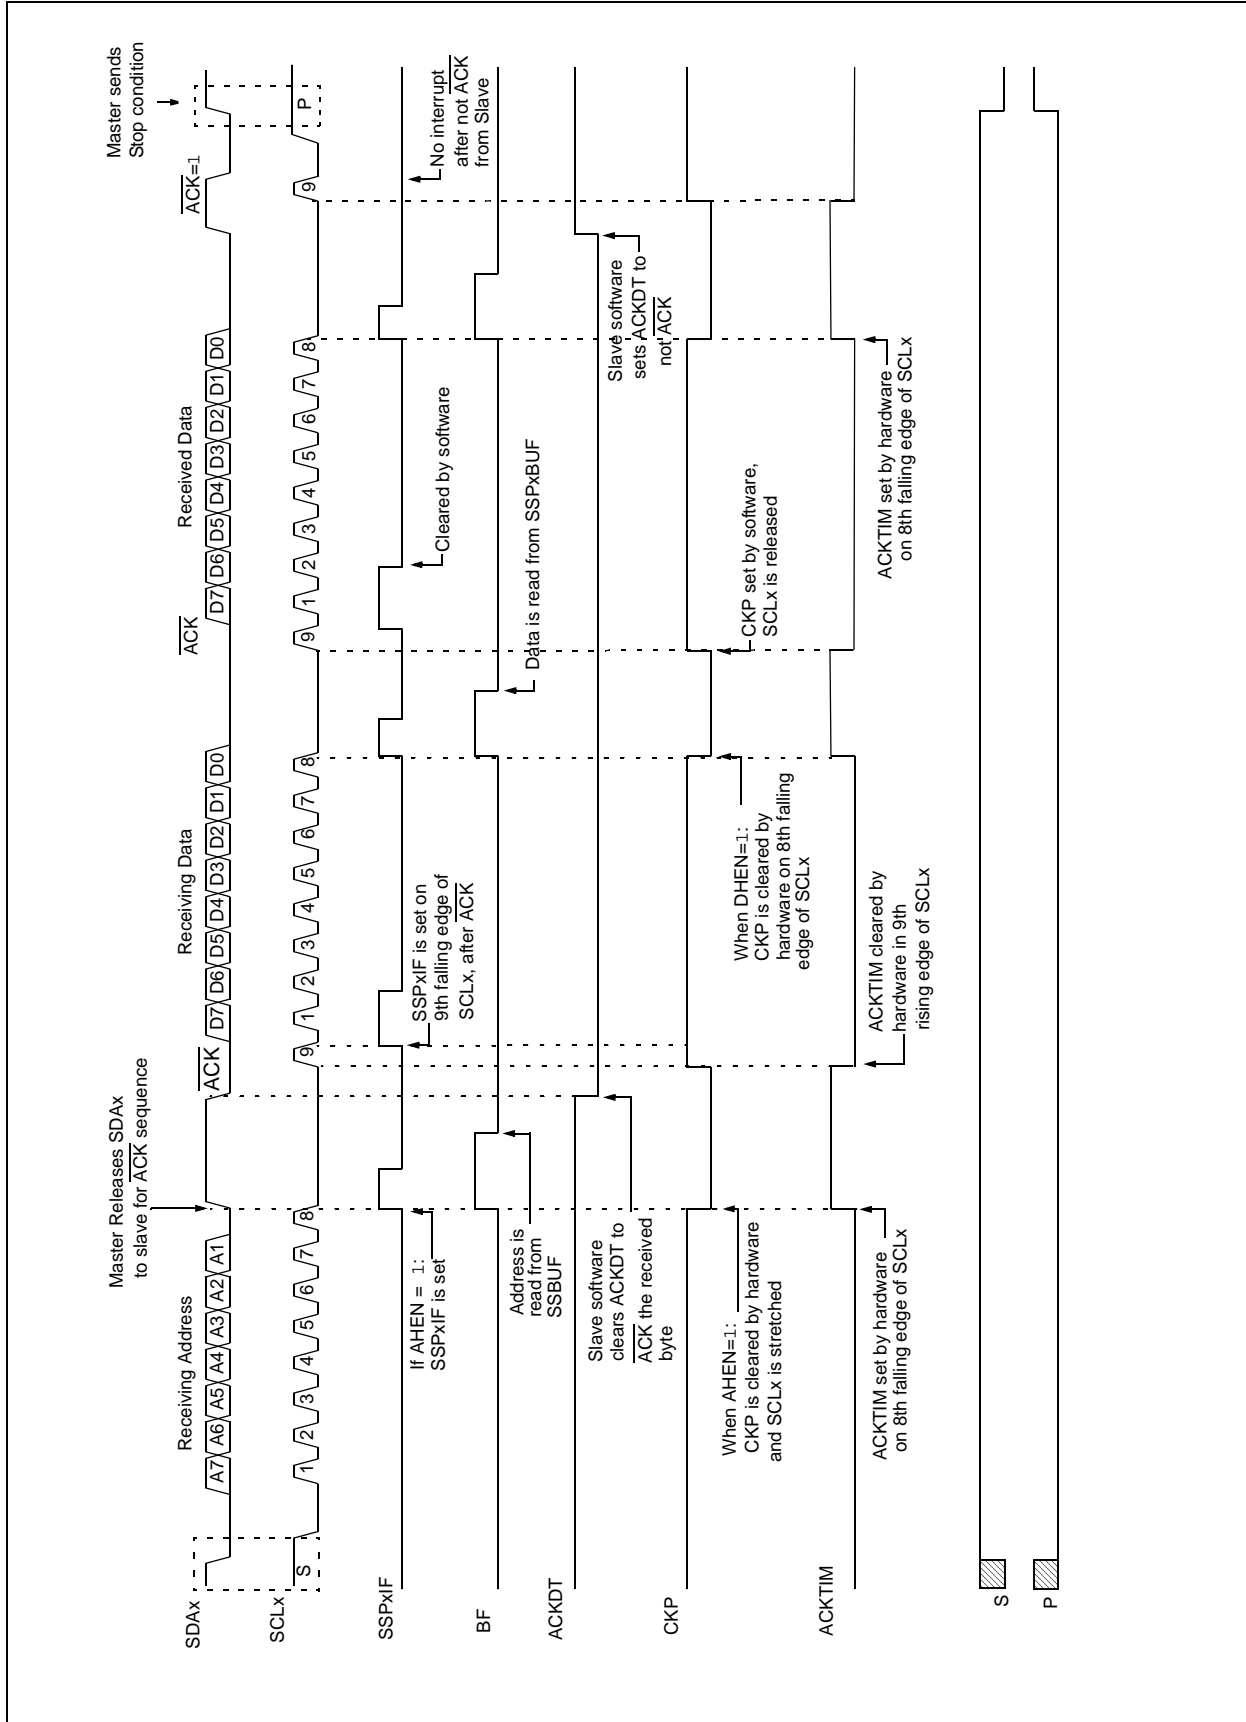 Master Releases SDAx
to slave for ACK sequence
Master sends
Stop condition
Receiving Address
Receiving Data
ACK
Received Data
ACK
ACK=1
SDAx
A7 A6 A5 A4 A3 A2 A1
D7 D6 D5 D4 D3 D2 D1 D0
D7 D6 D5 D4 D3 D2 D1 D0
SCLx
S
1 2 3 4 5 6 7 8
9
1 2 3 4 5 6 7 8
9
1 2 3 4 5 6 7 8
9
P
SSPxIF
If AHEN = 1:
SSPxIF is set
SSPxIF is set on
9th falling edge of
SCLx, after ACK
Cleared by software
No interrupt
after not ACK
from Slave
BF
Address is
read from
SSBUF
Data is read from SSPxBUF
ACKDT
Slave software
clears ACKDT to
ACK the received
byte
Slave software
sets ACKDT to
not ACK
CKP
When AHEN=1:
CKP is cleared by hardware
and SCLx is stretched
When DHEN=1:
CKP is cleared by
hardware on 8th falling
edge of SCLx
CKP set by software,
SCLx is released
ACKTIM
ACKTIM set by hardware
on 8th falling edge of SCLx
ACKTIM cleared by
hardware in 9th
rising edge of SCLx
ACKTIM set by hardware
on 8th falling edge of SCLx
S
P